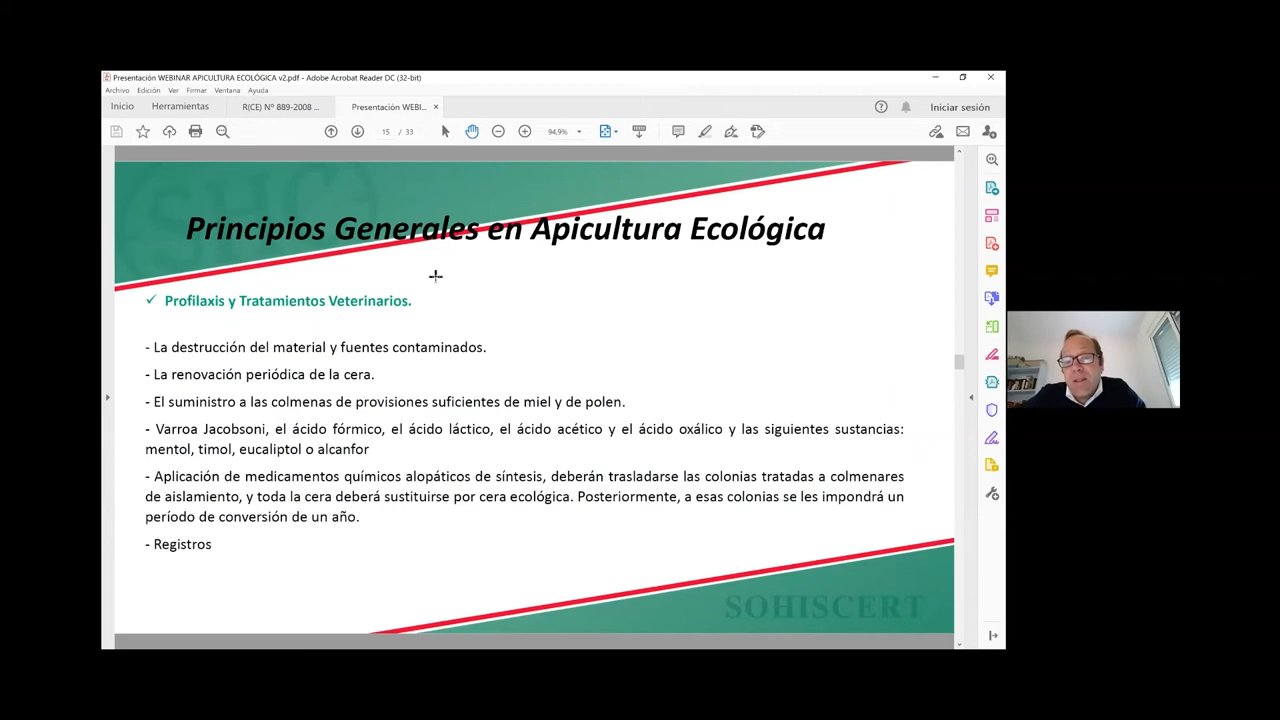 Presentación WEBINAR APICULTURA ECOLÓGICA v2.pdf - Adobe Acrobat Reader DC (32-bit)
Archivo Edición Ver Firmar Ventana Ayuda
Inicio Herramientas R(CE) Nº 889-2008 ... Presentación WEBI... × Iniciar sesión
15 / 33 94,9%
SHC
Principios Generales en Apicultura Ecológica
✓ Profilaxis y Tratamientos Veterinarios.
- La destrucción del material y fuentes contaminados.
- La renovación periódica de la cera.
- El suministro a las colmenas de provisiones suficientes de miel y de polen.
- Varroa Jacobsoni, el ácido fórmico, el ácido láctico, el ácido acético y el ácido oxálico y las siguientes sustancias:
mentol, timol, eucaliptol o alcanfor
- Aplicación de medicamentos químicos alopáticos de síntesis, deberán trasladarse las colonias tratadas a colmenares
de aislamiento, y toda la cera deberá sustituirse por cera ecológica. Posteriormente, a esas colonias se les impondrá un
período de conversión de un año.
- Registros
SOHISCERT